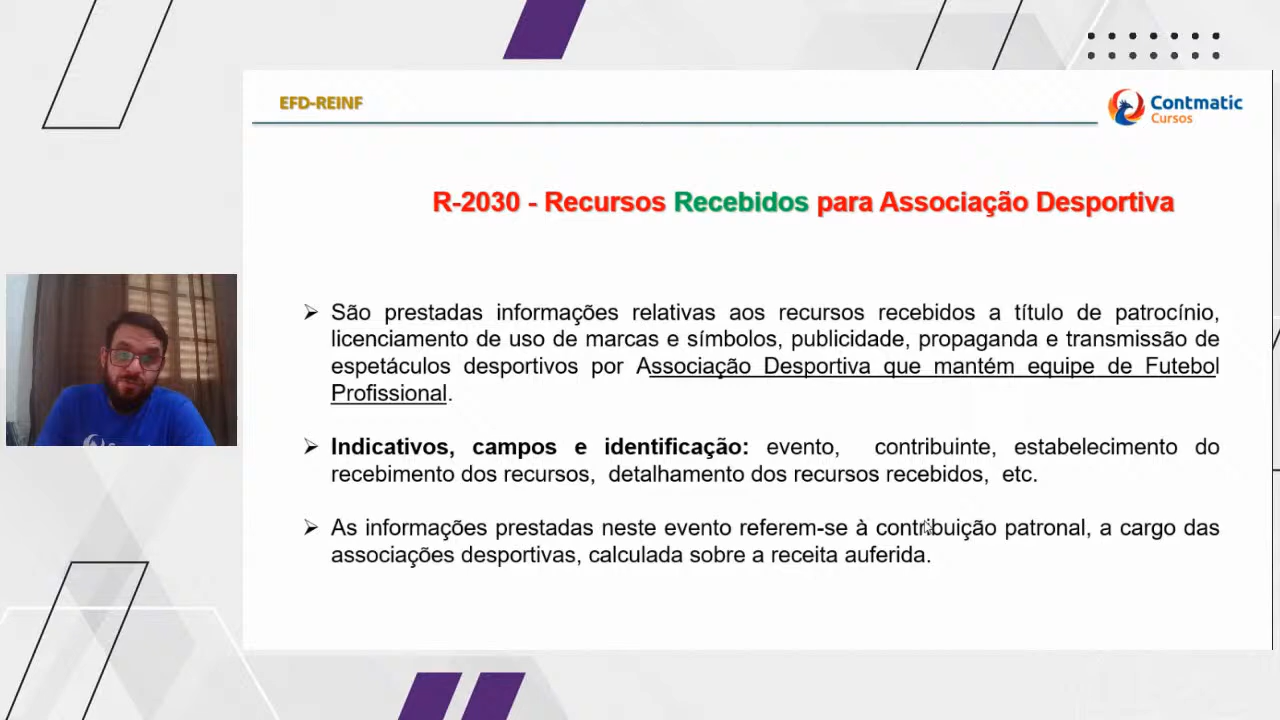 EFD-REINF
Contmatic
Cursos
R-2030 - Recursos Recebidos para Associação Desportiva
São prestadas informações relativas aos recursos recebidos a título de patrocínio,
licenciamento de uso de marcas e símbolos, publicidade, propaganda e transmissão de
espetáculos desportivos por Associação Desportiva que mantém equipe de Futebol
Profissional.
Indicativos, campos e identificação: evento, contribuinte, estabelecimento do
recebimento dos recursos, detalhamento dos recursos recebidos, etc.
As informações prestadas neste evento referem-se à contribuição patronal, a cargo das
associações desportivas, calculada sobre a receita auferida.